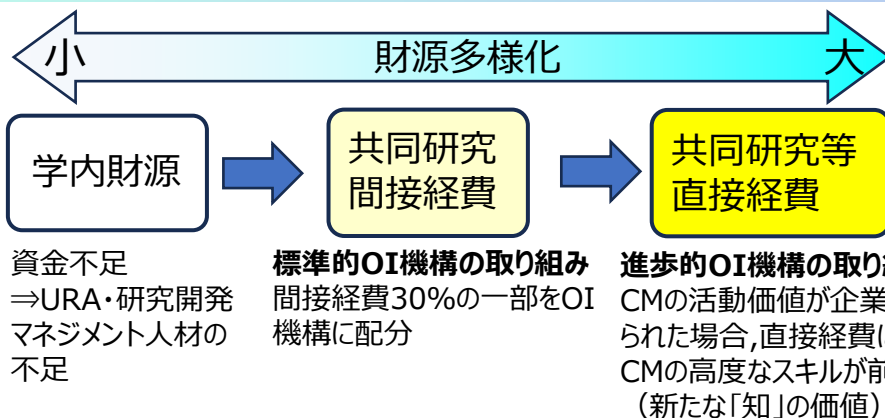 小 財源多様化 大
学内財源
共同研究
間接経費
共同研究等
直接経費
資金不足
⇒URA・研究開発
マネジメント人材の
不足
標準的OI機構の取り組み
間接経費30%の一部をOI
機構に配分
進歩的OI機構の取り
CMの活動価値が企業
られた場合,直接経費
CMの高度なスキルが前
（新たな「知」の価値）